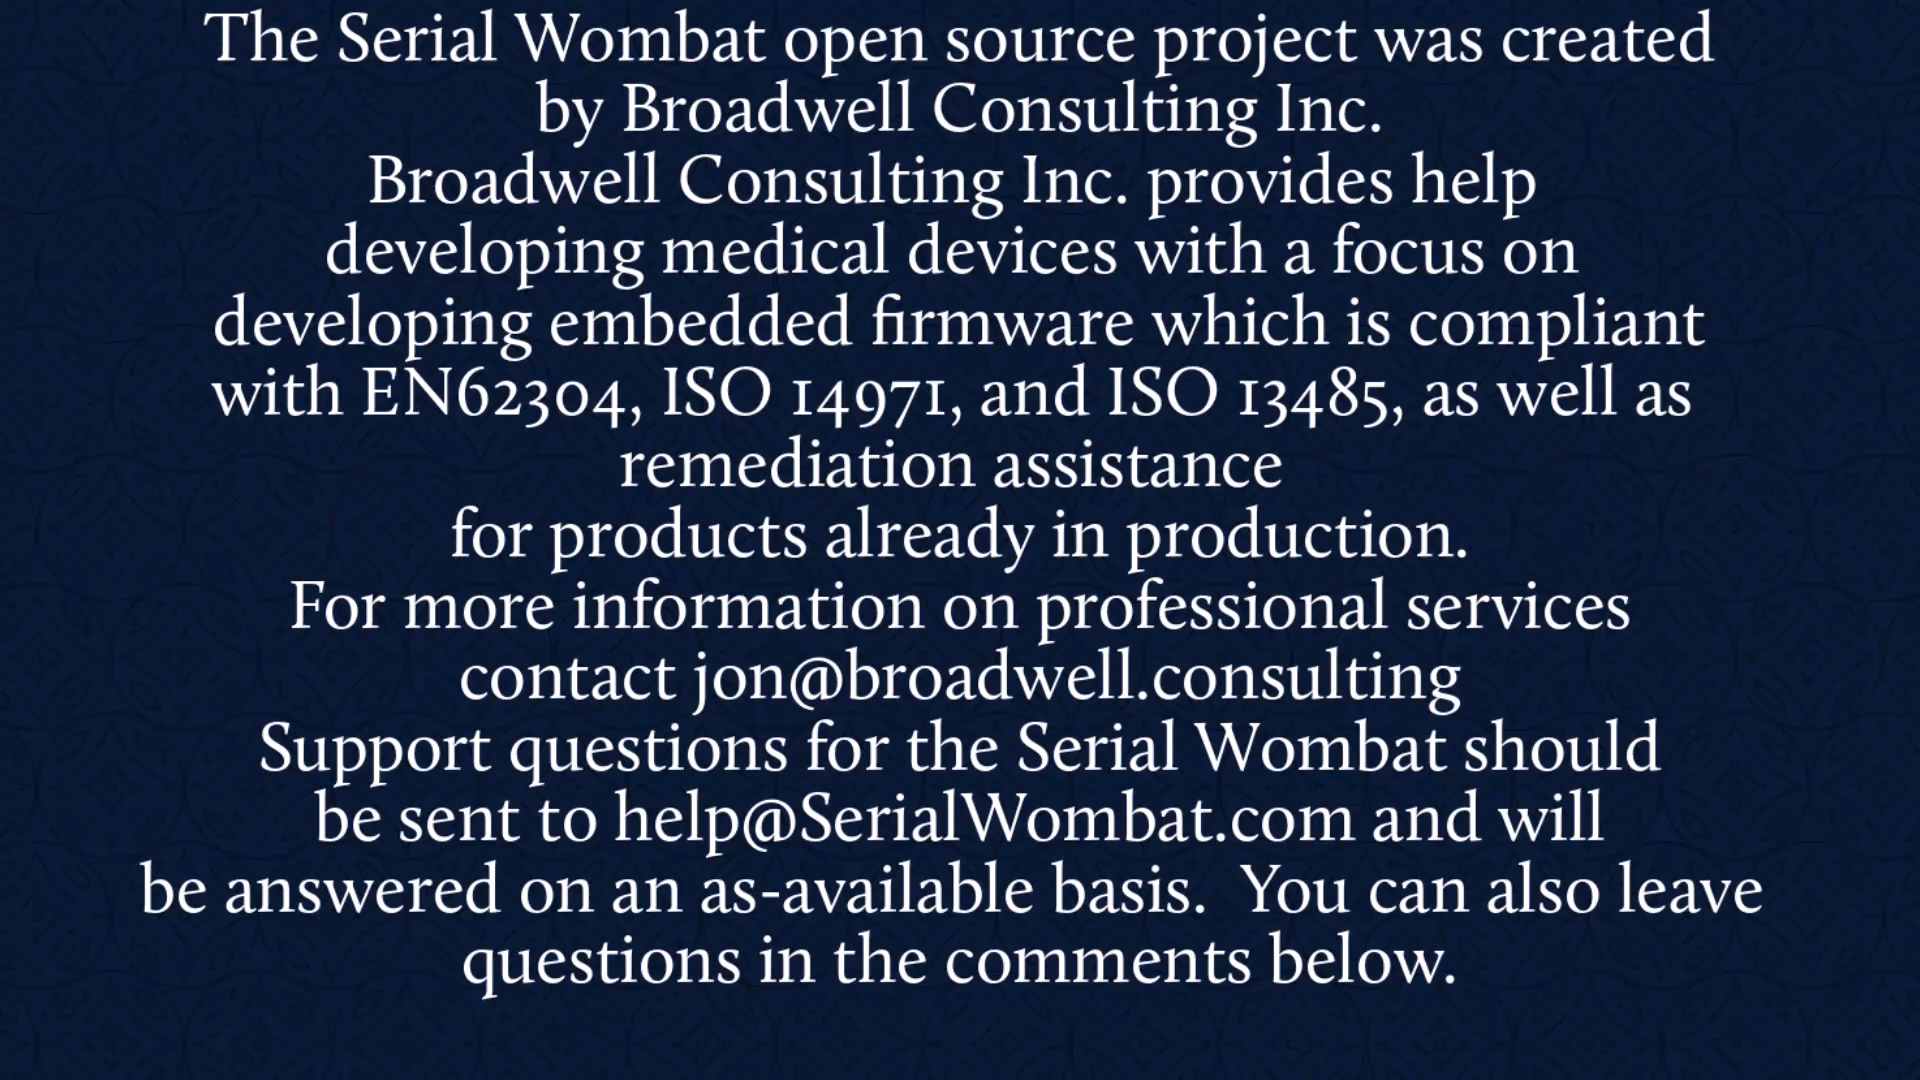 The Serial Wombat open source project was created
by Broadwell Consulting Inc.
Broadwell Consulting Inc. provides help
developing medical devices with a focus on
developing embedded firmware which is compliant
with EN62304, ISO 14971, and ISO 13485, as well as
remediation assistance
for products already in production.
For more information on professional services
contact jon@broadwell.consulting
Support questions for the Serial Wombat should
be sent to help@SerialWombat.com and will
be answered on an as-available basis.  You can also leave
questions in the comments below.